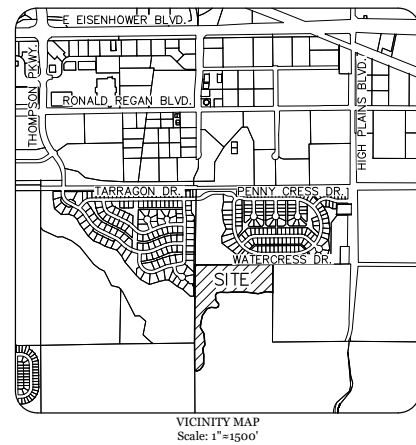 E EISENHOWER BLVD.
THOMPSON PKWY.
RONALD REGAN BLVD.
HIGH PLAINS BLVD.
TARRAGON DR.
PENNY CRESS DR.
WATERCRESS DR.
SITE
VICINITY MAP
Scale: 1"≈1500'